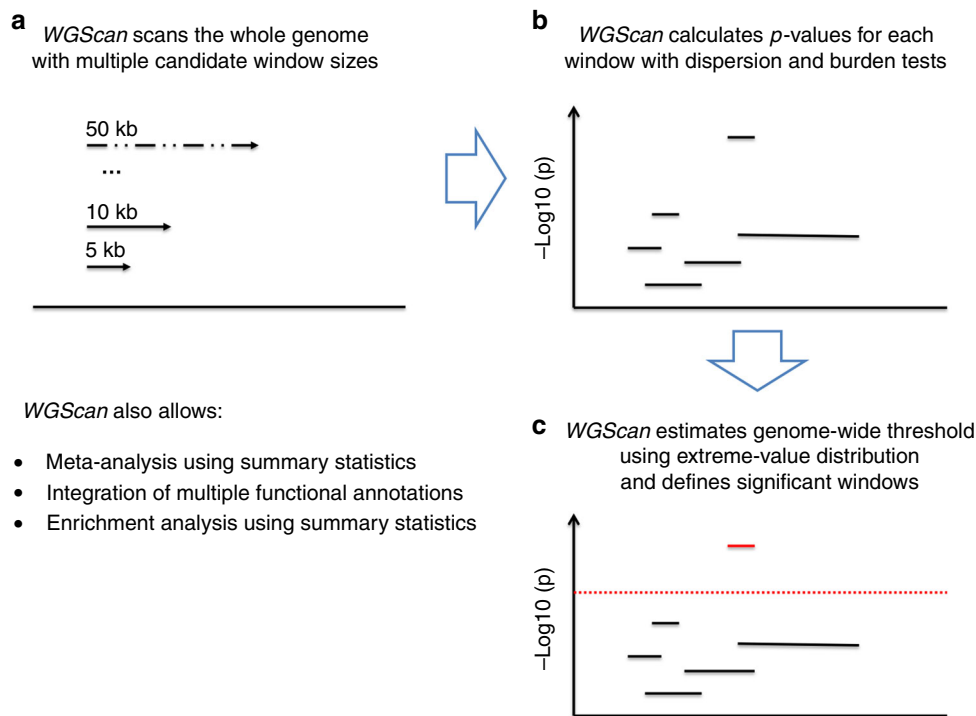 a
WGScan scans the whole genome
with multiple candidate window sizes
50 kb
...
10 kb
5 kb
WGScan also allows:
• Meta-analysis using summary statistics
• Integration of multiple functional annotations
• Enrichment analysis using summary statistics
b
WGScan calculates p-values for each
window with dispersion and burden tests
–Log10 (p)
c
WGScan estimates genome-wide threshold
using extreme-value distribution
and defines significant windows
–Log10 (p)